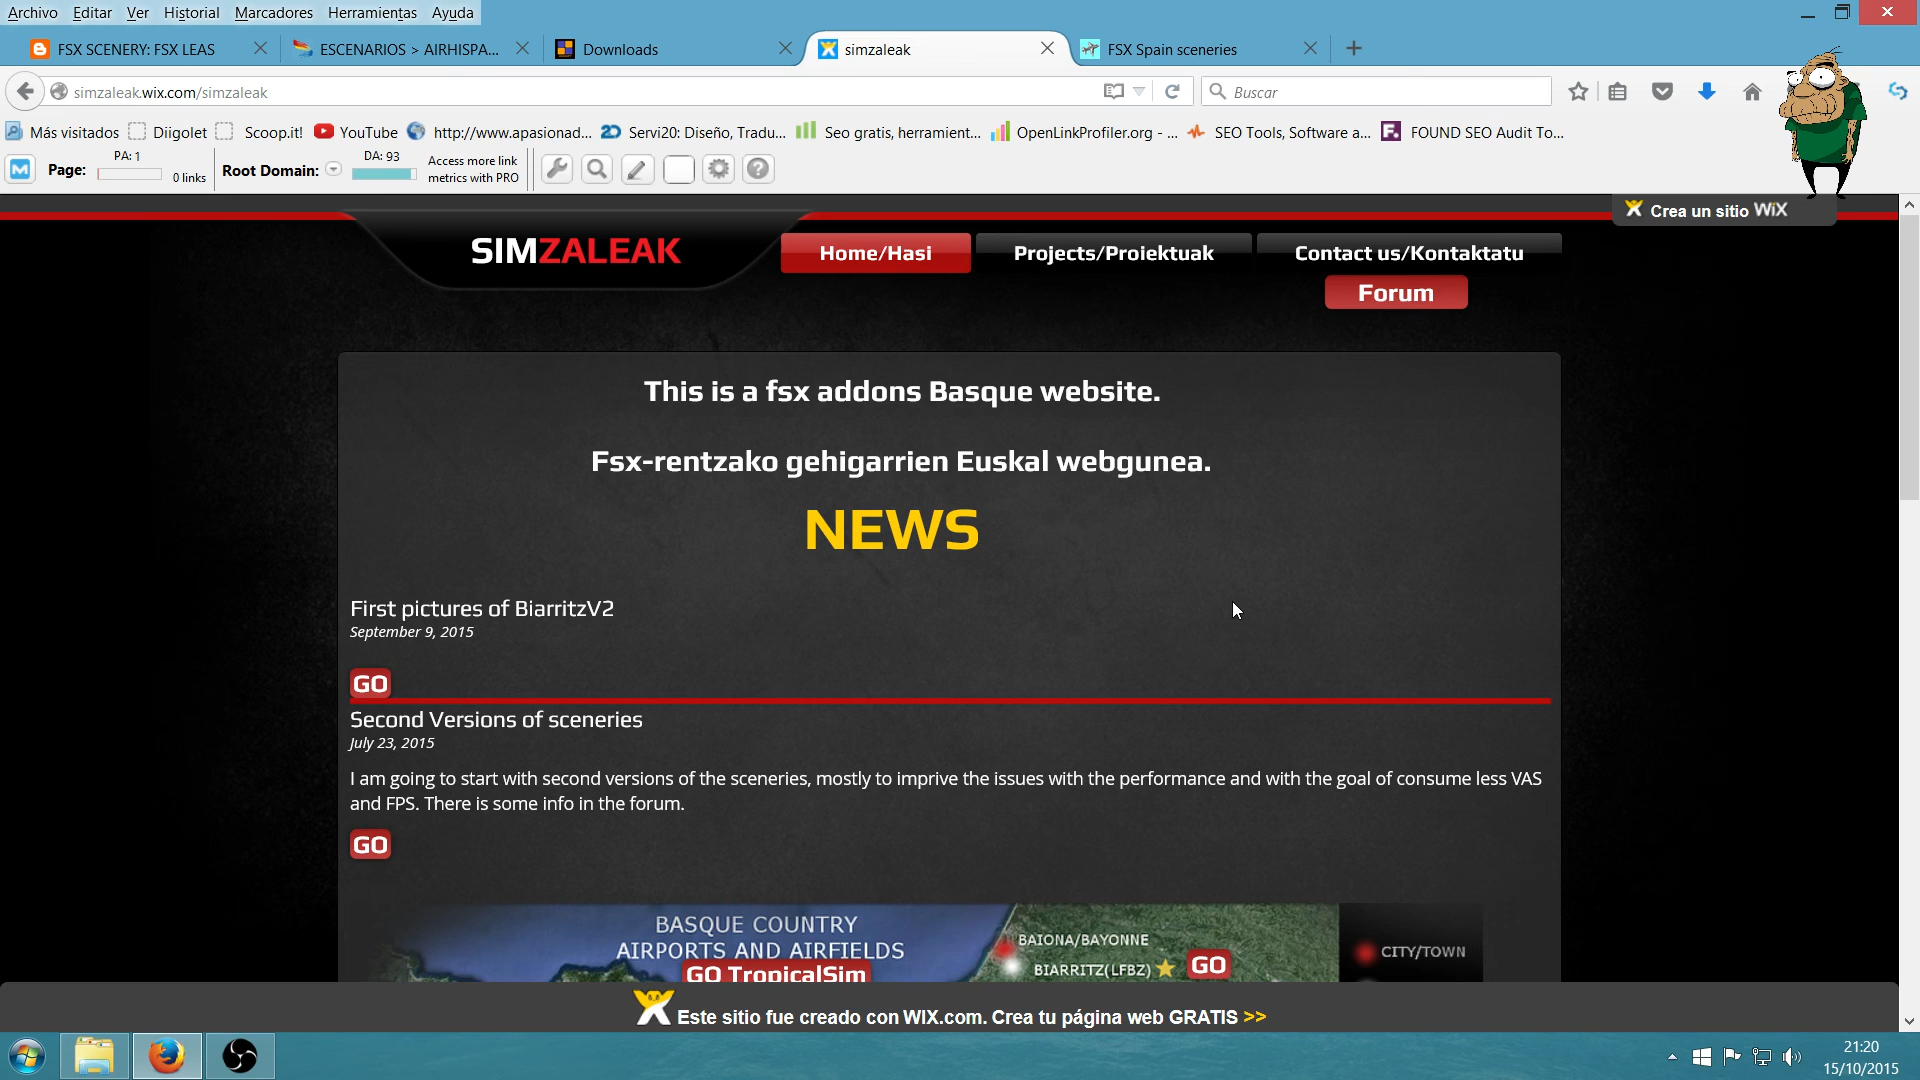 Archivo Editar Ver Historial Marcadores Herramientas Ayuda
FSX SCENERY: FSX LEAS
ESCENARIOS > AIRHISPA...
Downloads
simzaleak
FSX Spain sceneries
simzaleak.wix.com/simzaleak
Buscar
Más visitados Diigolet Scoop.it! YouTube http://www.apasionad... Servi20: Diseño, Tradu... Seo gratis, herramient... OpenLinkProfiler.org - ... SEO Tools, Software a... FOUND SEO Audit To...
Page:
PA: 1
0 links
Root Domain:
DA: 93
Access more link
metrics with PRO
Crea un sitio WiX
SIMZALEAK
Home/Hasi
Projects/Proiektuak
Contact us/Kontaktatu
Forum
This is a fsx addons Basque website.
Fsx-rentzako gehigarrien Euskal webgunea.
NEWS
First pictures of BiarritzV2
September 9, 2015
GO
Second Versions of sceneries
July 23, 2015
I am going to start with second versions of the sceneries, mostly to imprive the issues with the performance and with the goal of consume less VAS
and FPS. There is some info in the forum.
GO
BASQUE COUNTRY
AIRPORTS AND AIRFIELDS
GO TropicalSim
BAIONA/BAYONNE
BIARRITZ(LFBZ)
GO
CITY/TOWN
Este sitio fue creado con WIX.com. Crea tu página web GRATIS >>
21:20
15/10/2015